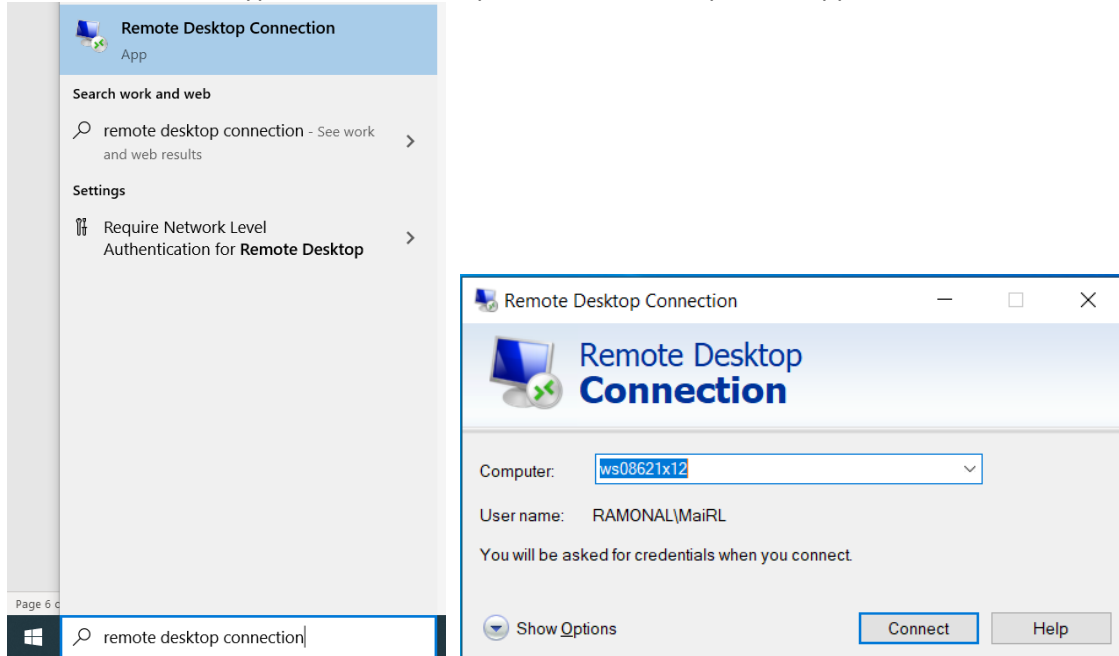 Remote Desktop Connection
App
Search work and web
remote desktop connection - See work
and web results
Settings
Require Network Level
Authentication for Remote Desktop
Page 6
remote desktop connection
Remote Desktop Connection
Remote Desktop
Connection
Computer: ws08621x12
User name: RAMONAL\MaiRL
You will be asked for credentials when you connect.
Show Options
Connect
Help